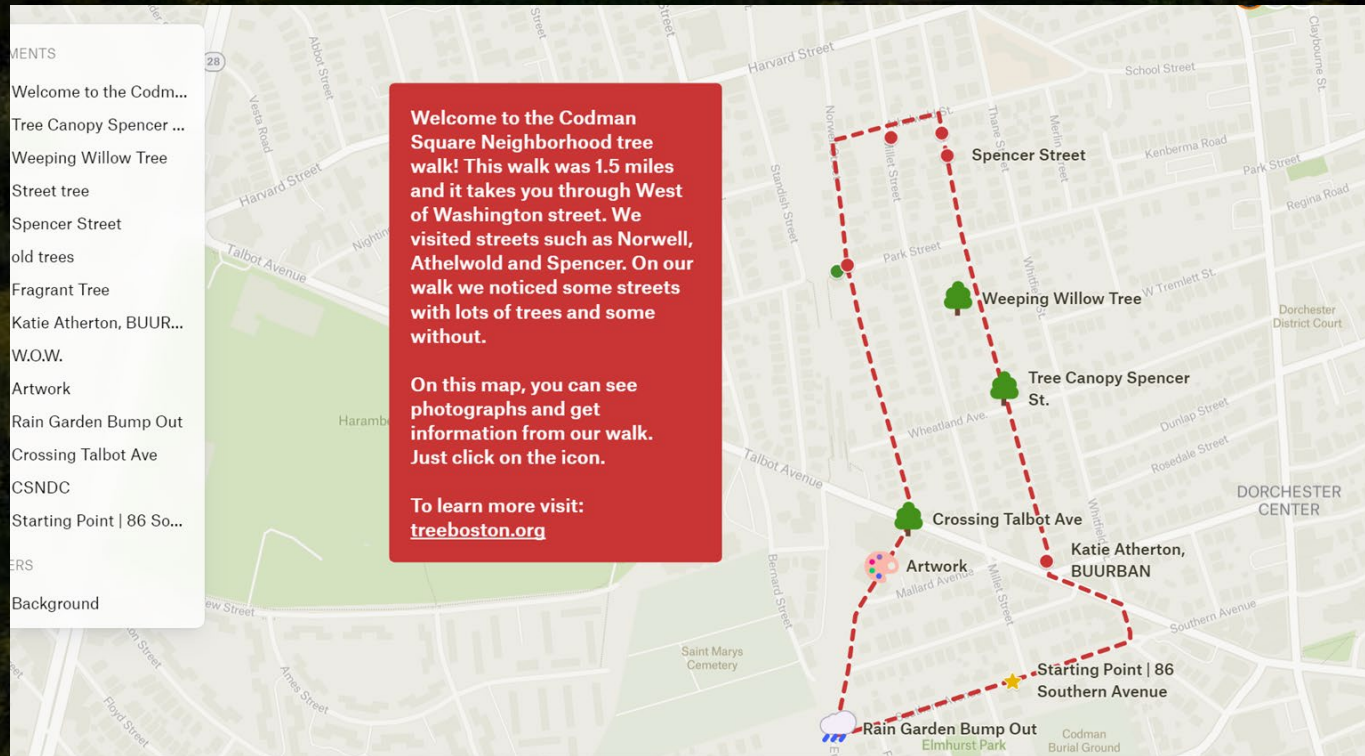 MENTS
Welcome to the Codm...
Tree Canopy Spencer ...
Weeping Willow Tree
Street tree
Spencer Street
old trees
Fragrant Tree
Katie Atherton, BUUR...
W.O.W.
Artwork
Rain Garden Bump Out
Crossing Talbot Ave
CSNDC
Starting Point | 86 So...
ERS
Background
Welcome to the Codman
Square Neighborhood tree
walk! This walk was 1.5 miles
and it takes you through West
of Washington street. We
visited streets such as Norwell,
Athelwold and Spencer. On our
walk we noticed some streets
with lots of trees and some
without.
On this map, you can see
photographs and get
information from our walk.
Just click on the icon.
To learn more visit:
treeboston.org
28
Abbot Street
Vesta Road
Harvard Street
Talbot Avenue
Street
Street
Harvard Street
School Street
Claybourne St.
Standish Street
Millet Street
Thane Street
Spencer Street
Kenberma Road
Park Street
Regina Road
Park Street
Whitfield St.
W Tremlett St.
Weeping Willow Tree
Dorchester
District Court
Tree Canopy Spencer
St.
Wheatland Ave.
Dunlap Street
Rosedale Street
Talbot Avenue
DORCHESTER
CENTER
Whitfield
Crossing Talbot Ave
Artwork
Katie Atherton,
BUURBAN
Mallard Avenue
Millet Street
Bernard Street
Southern Avenue
Saint Marys
Cemetery
Starting Point | 86
Southern Avenue
Rain Garden Bump Out
Elmhurst Park
Codman
Burial Ground
ew Street
Ames Street
Floyd Street